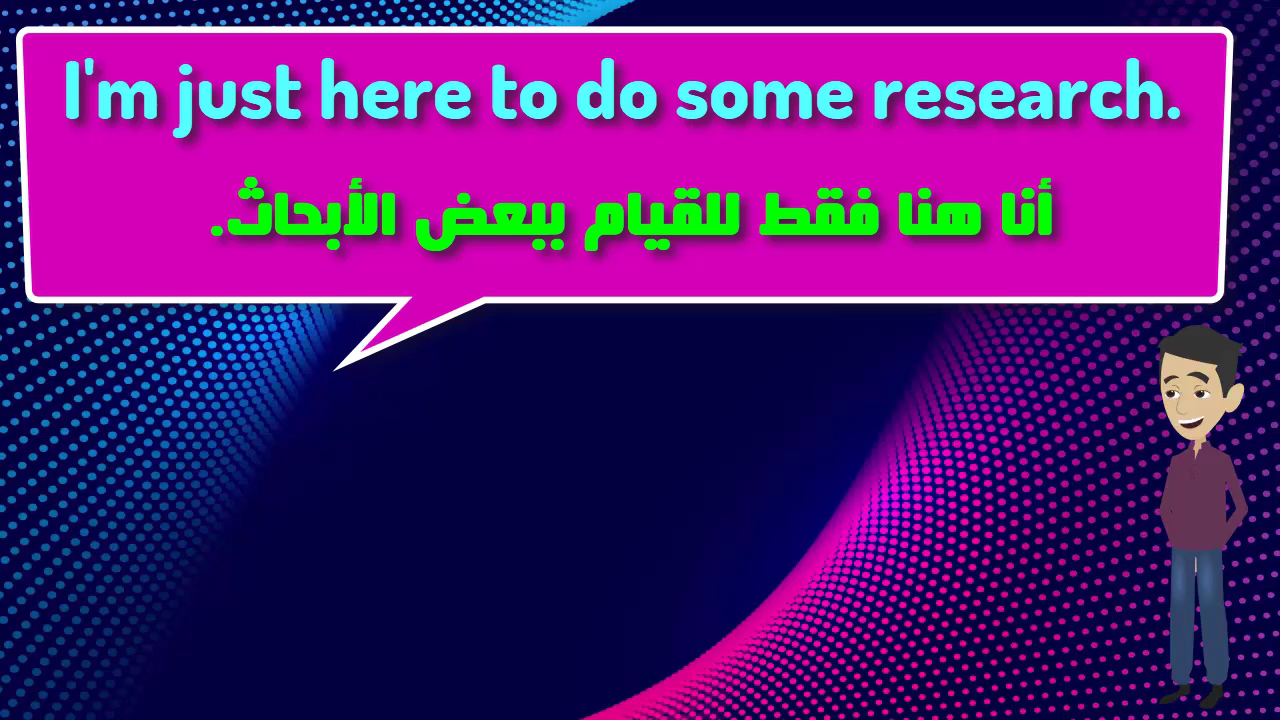 I'm just here to do some research.
أنا هنا فقط للقيام ببعض الأبحاث.